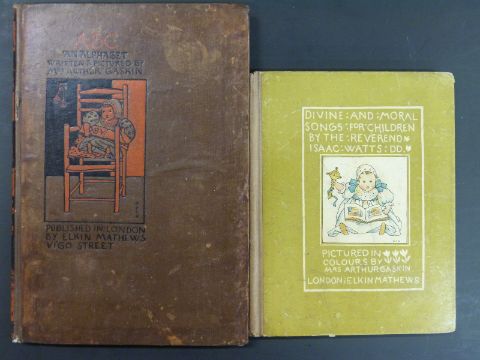 A B C
AN ALPHABET
WRITTEN & PICTURED BY
MRS ARTHUR GASKIN
PUBLISHED IN LONDON
BY ELKIN MATHEWS
VIGO STREET
DIVINE : AND : MORAL
SONGS : FOR CHILDREN
BY THE : REVEREND
ISAAC : WATTS : DD
PICTURED IN
COLOURS BY
MRS ARTHUR GASKIN
LONDON : ELKIN MATHEWS